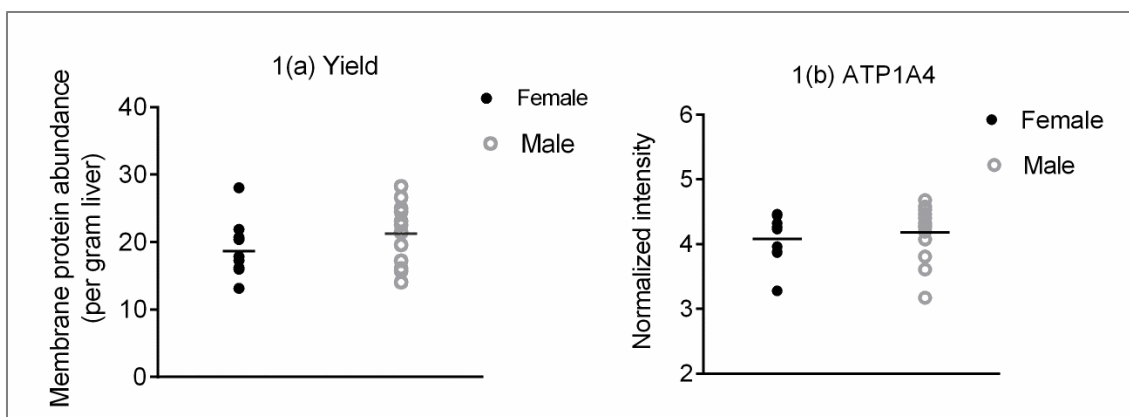 1(a) Yield
Membrane protein abundance
(per gram liver)
40
30
20
10
0
Female
Male
1(b) ATP1A4
Normalized intensity
6
5
4
3
2
Female
Male